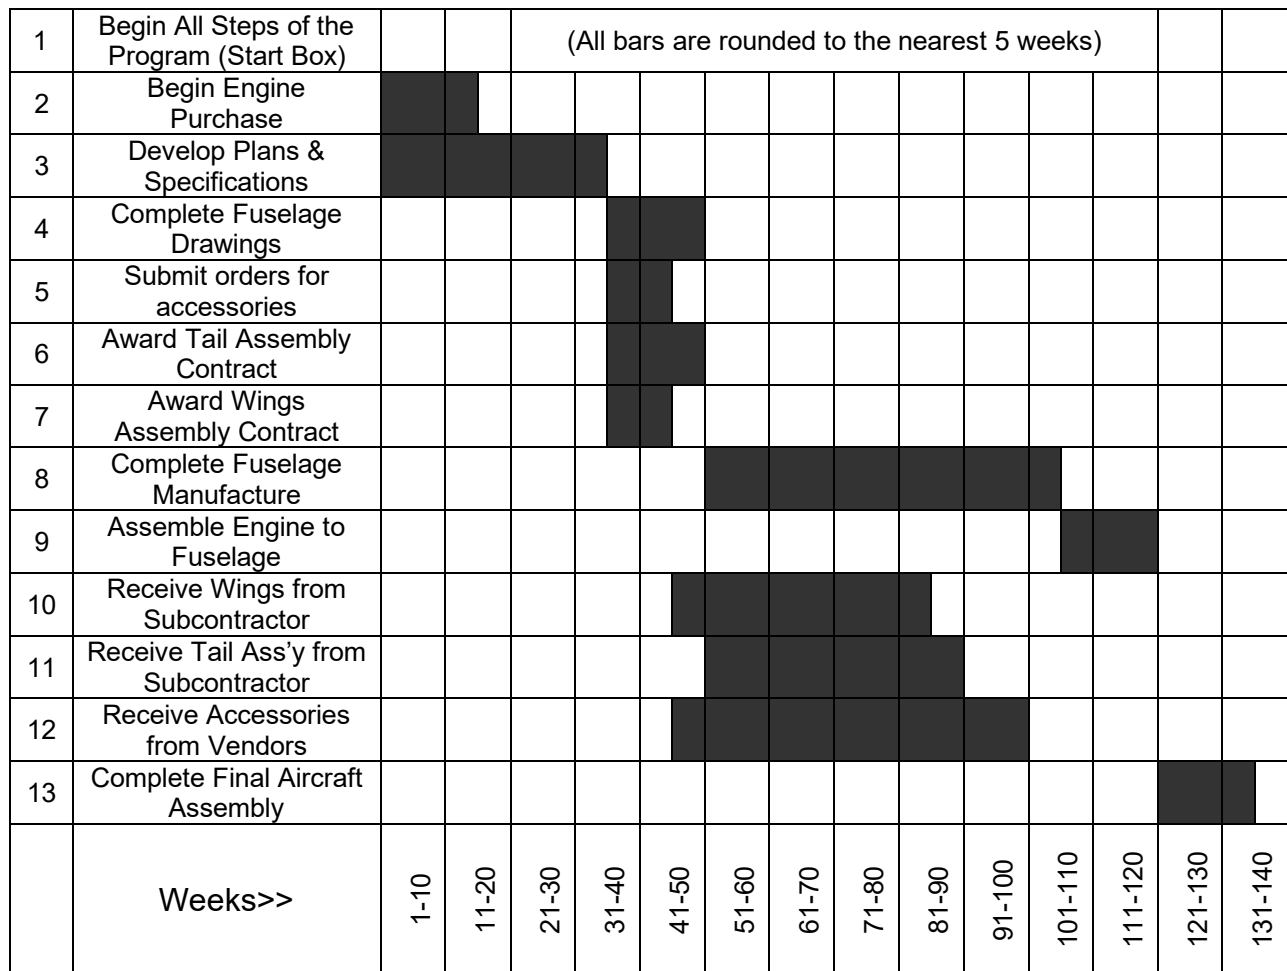 1
Begin All Steps of the
Program (Start Box)
(All bars are rounded to the nearest 5 weeks)
2
Begin Engine
Purchase
3
Develop Plans &
Specifications
4
Complete Fuselage
Drawings
5
Submit orders for
accessories
6
Award Tail Assembly
Contract
7
Award Wings
Assembly Contract
8
Complete Fuselage
Manufacture
9
Assemble Engine to
Fuselage
10
Receive Wings from
Subcontractor
11
Receive Tail Ass’y from
Subcontractor
12
Receive Accessories
from Vendors
13
Complete Final Aircraft
Assembly
Weeks>>
1-10
11-20
21-30
31-40
41-50
51-60
61-70
71-80
81-90
91-100
101-110
111-120
121-130
131-140